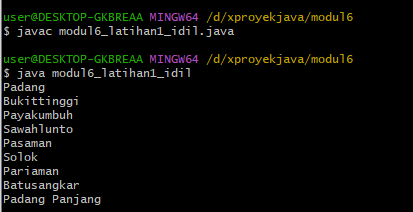 user@DESKTOP-GKBREAA MINGW64 /d/xproyekjava/modul6
$ javac modul6_latihan1_idil.java
user@DESKTOP-GKBREAA MINGW64 /d/xproyekjava/modul6
$ java modul6_latihan1_idil
Padang
Bukittinggi
Payakumbuh
Sawahlunto
Pasaman
Solok
Pariaman
Batusangkar
Padang Panjang